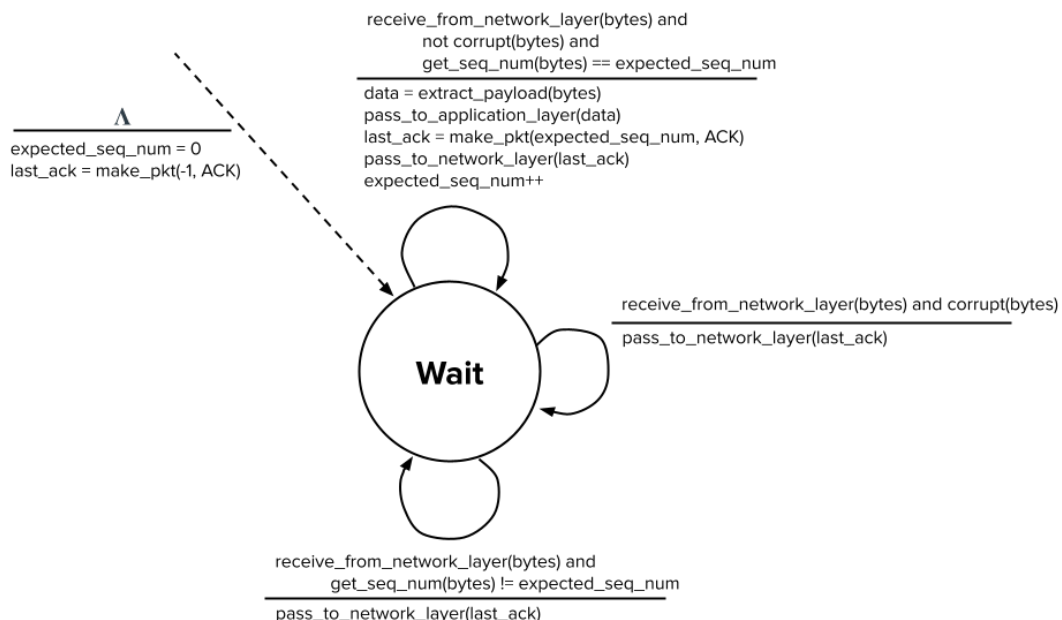 receive_from_network_layer(bytes) and
not corrupt(bytes) and
get_seq_num(bytes) == expected_seq_num
data = extract_payload(bytes)
pass_to_application_layer(data)
last_ack = make_pkt(expected_seq_num, ACK)
pass_to_network_layer(last_ack)
expected_seq_num++
Λ
expected_seq_num = 0
last_ack = make_pkt(-1, ACK)
receive_from_network_layer(bytes) and corrupt(bytes)
pass_to_network_layer(last_ack)
Wait
receive_from_network_layer(bytes) and
get_seq_num(bytes) != expected_seq_num
pass_to_network_layer(last_ack)